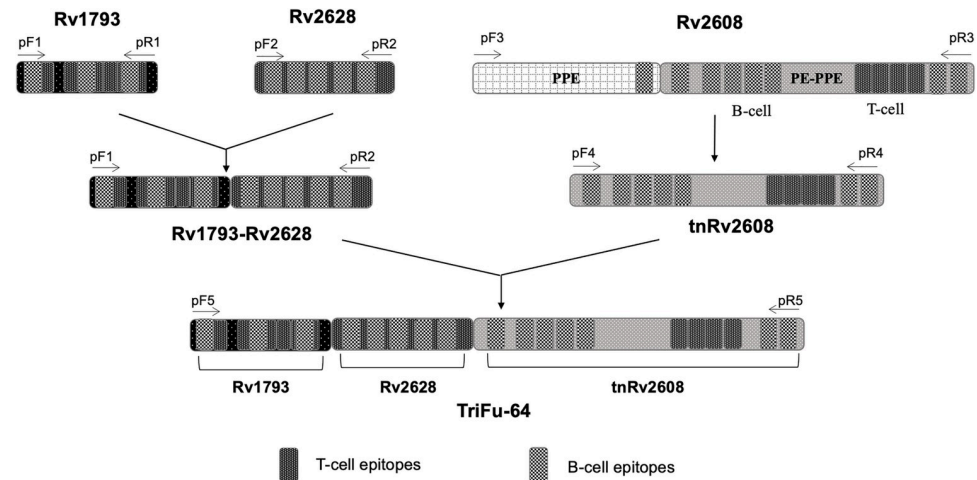 Rv1793
Rv2628
Rv2608
pF1
pR1
pF2
pR2
pF3
pR3
PPE
PE-PPE
B-cell
T-cell
pF1
pR2
pF4
pR4
Rv1793-Rv2628
tnRv2608
pF5
pR5
Rv1793
Rv2628
tnRv2608
TriFu-64
T-cell epitopes
B-cell epitopes